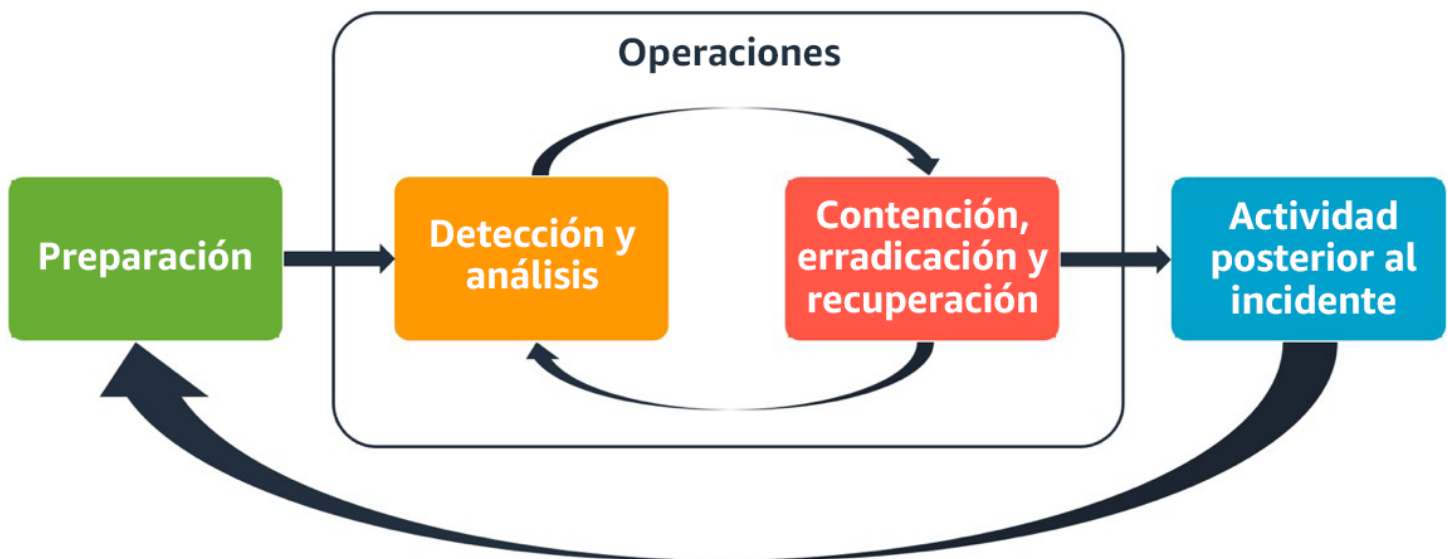 Operaciones
Preparación
Detección y
análisis
Contención,
erradicación y
recuperación
Actividad
posterior al
incidente